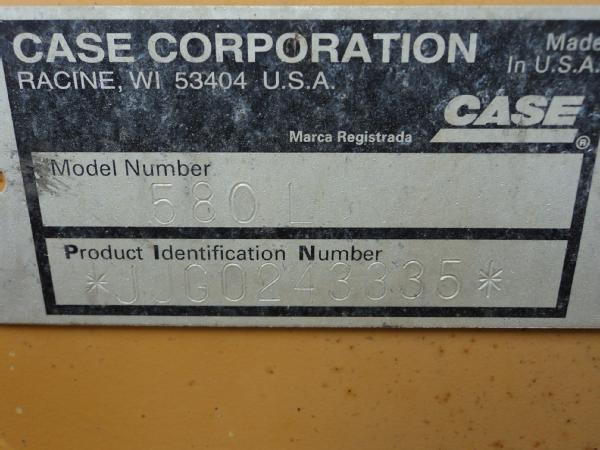 CASE CORPORATION
RACINE, WI 53404 U.S.A.
Made
In U.S.A.
CASE
®
Marca Registrada
Model Number
580 L
Product Identification Number
*JJG0243335*